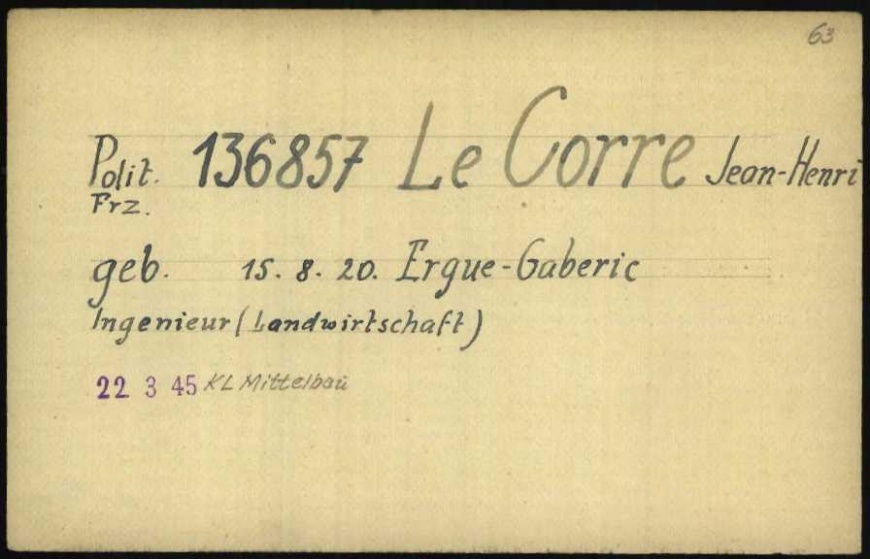 63
Polit. 136857 Le Corre Jean-Henri
Frz.
geb. 15. 8. 20. Ergue-Gaberic
Ingenieur (Landwirtschaft)
22 3 45 KL Mittelbau